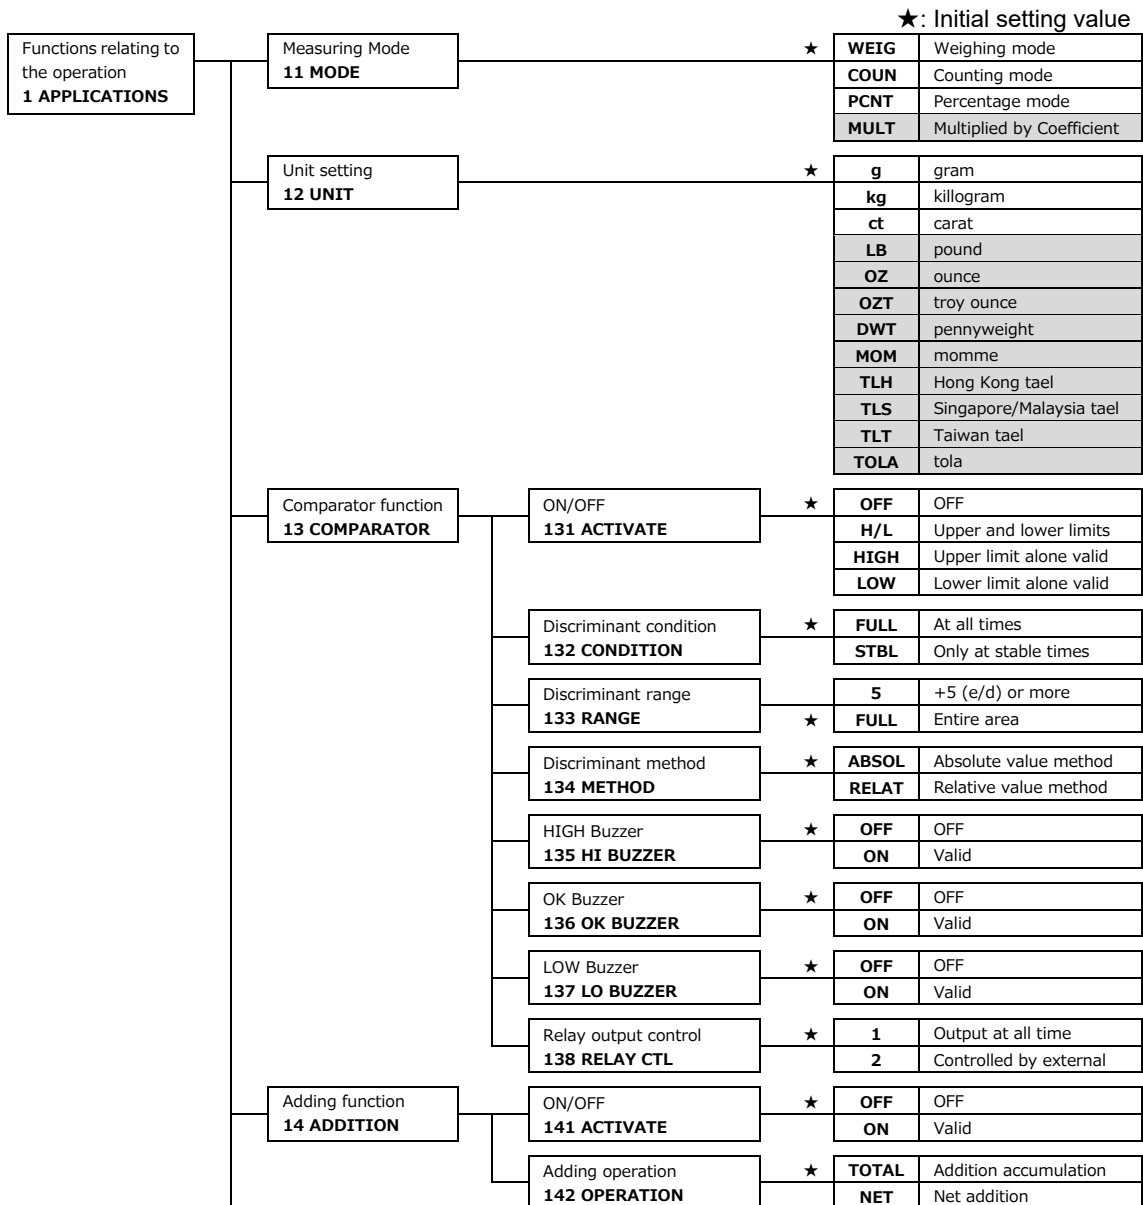 ★: Initial setting value
Functions relating to
the operation
1 APPLICATIONS
Measuring Mode
11 MODE
★ WEIG Weighing mode
COUN Counting mode
PCNT Percentage mode
MULT Multiplied by Coefficient
Unit setting
12 UNIT
★ g gram
kg killogram
ct carat
LB pound
OZ ounce
OZT troy ounce
DWT pennyweight
MOM momme
TLH Hong Kong tael
TLS Singapore/Malaysia tael
TLT Taiwan tael
TOLA tola
Comparator function
13 COMPARATOR
ON/OFF
131 ACTIVATE
★ OFF OFF
H/L Upper and lower limits
HIGH Upper limit alone valid
LOW Lower limit alone valid
Discriminant condition
132 CONDITION
★ FULL At all times
STBL Only at stable times
Discriminant range
133 RANGE
5 +5 (e/d) or more
★ FULL Entire area
Discriminant method
134 METHOD
★ ABSOL Absolute value method
RELAT Relative value method
HIGH Buzzer
135 HI BUZZER
★ OFF OFF
ON Valid
OK Buzzer
136 OK BUZZER
★ OFF OFF
ON Valid
LOW Buzzer
137 LO BUZZER
★ OFF OFF
ON Valid
Relay output control
138 RELAY CTL
★ 1 Output at all time
2 Controlled by external
Adding function
14 ADDITION
ON/OFF
141 ACTIVATE
★ OFF OFF
ON Valid
Adding operation
142 OPERATION
★ TOTAL Addition accumulation
NET Net addition